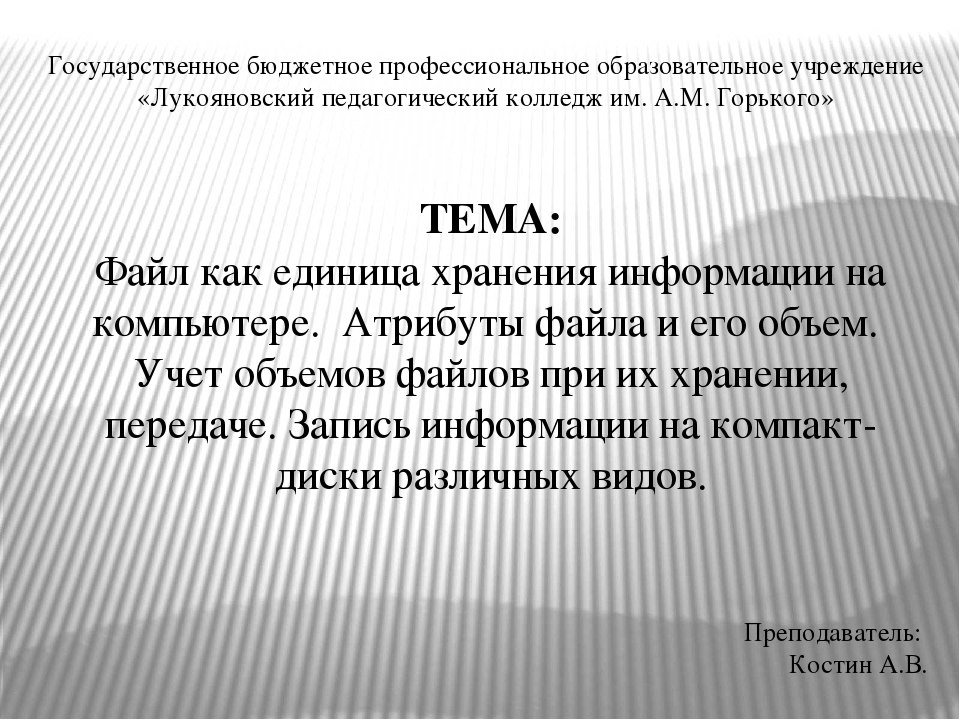 Государственное бюджетное профессиональное образовательное учреждение
«Лукояновский педагогический колледж им. А.М. Горького»
ТЕМА:
Файл как единица хранения информации на
компьютере. Атрибуты файла и его объем.
Учет объемов файлов при их хранении,
передаче. Запись информации на компакт-
диски различных видов.
Преподаватель:
Костин А.В.